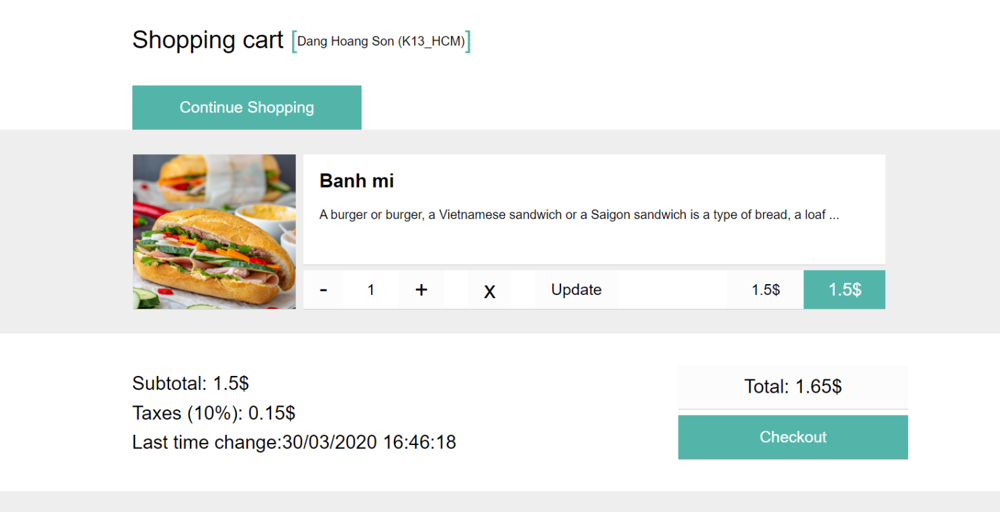 Shopping cart [Dang Hoang Son (K13_HCM)]
Continue Shopping
Banh mi
A burger or burger, a Vietnamese sandwich or a Saigon sandwich is a type of bread, a loaf ...
- 1 + x Update 1.5$ 1.5$
Subtotal: 1.5$
Taxes (10%): 0.15$
Last time change:30/03/2020 16:46:18
Total: 1.65$
Checkout